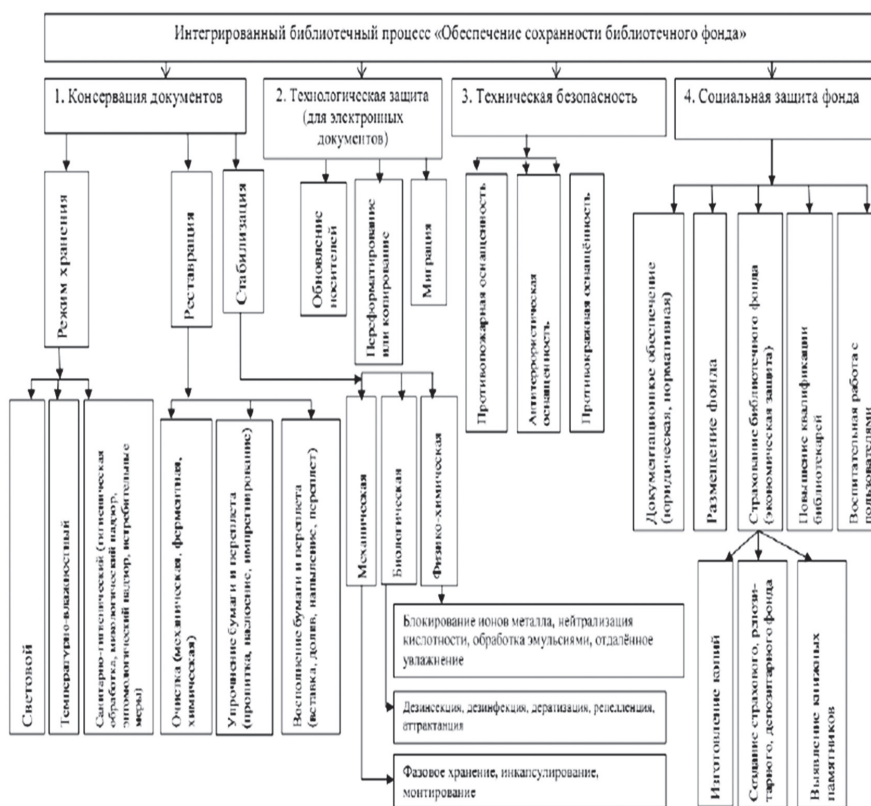 Интегрированный библиотечный процесс «Обеспечение сохранности библиотечного фонда»
1. Консервация документов
2. Технологическая защита
(для электронных
документов)
3. Техническая безопасность
4. Социальная защита фонда
Режим хранения
Реставрация
Стабилизация
Обновление
носителей
Переформатирование
или копирование
Миграция
Противопожарная оснащенность
Антитеррористическая
оснащенность
Противокражная оснащённость
Документационное обеспечение
(юридическая, нормативная)
Размещение фонда
Страхование библиотечного фонда
(экономическая защита)
Повышение квалификации
библиотекарей
Воспитательная работа с
пользователями
Световой
Температурно-влажностный
Санитарно-гигиенический (гигиеническая
обработка, микологический надзор,
энтомологический надзор, истребительные
меры)
Очистка (механическая, ферментная,
химическая)
Упрочнение бумаги и переплета
(пропитка, наслоение, импрегнирование)
Восполнение бумаги и переплета
(вставка, долив, напыление, переплет)
Механическая
Биологическая
Физико-химическая
Блокирование ионов металла, нейтрализация
кислотности, обработка эмульсиями, отдалённое
увлажнение
Дезинсекция, дезинфекция, дератизация, репелленция,
аттрактанция
Фазовое хранение, инкапсулирование,
монтирование
Изготовление копий
Создание страхового, репози-
тарного, депозитарного фонда
Выявление книжных
памятников